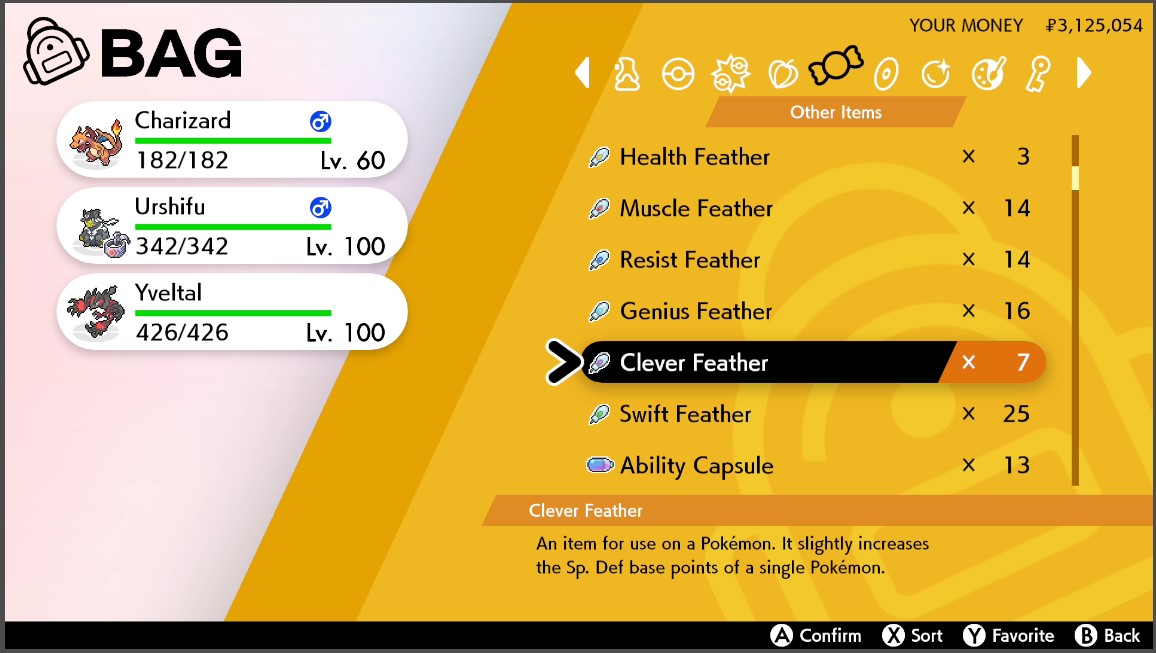 BAG
YOUR MONEY ₽3,125,054
Other Items
Charizard ♂
182/182 Lv. 60
Urshifu ♂
342/342 Lv. 100
Yveltal
426/426 Lv. 100
Health Feather × 3
Muscle Feather × 14
Resist Feather × 14
Genius Feather × 16
Clever Feather × 7
Swift Feather × 25
Ability Capsule × 13
Clever Feather
An item for use on a Pokémon. It slightly increases
the Sp. Def base points of a single Pokémon.
A Confirm X Sort Y Favorite B Back